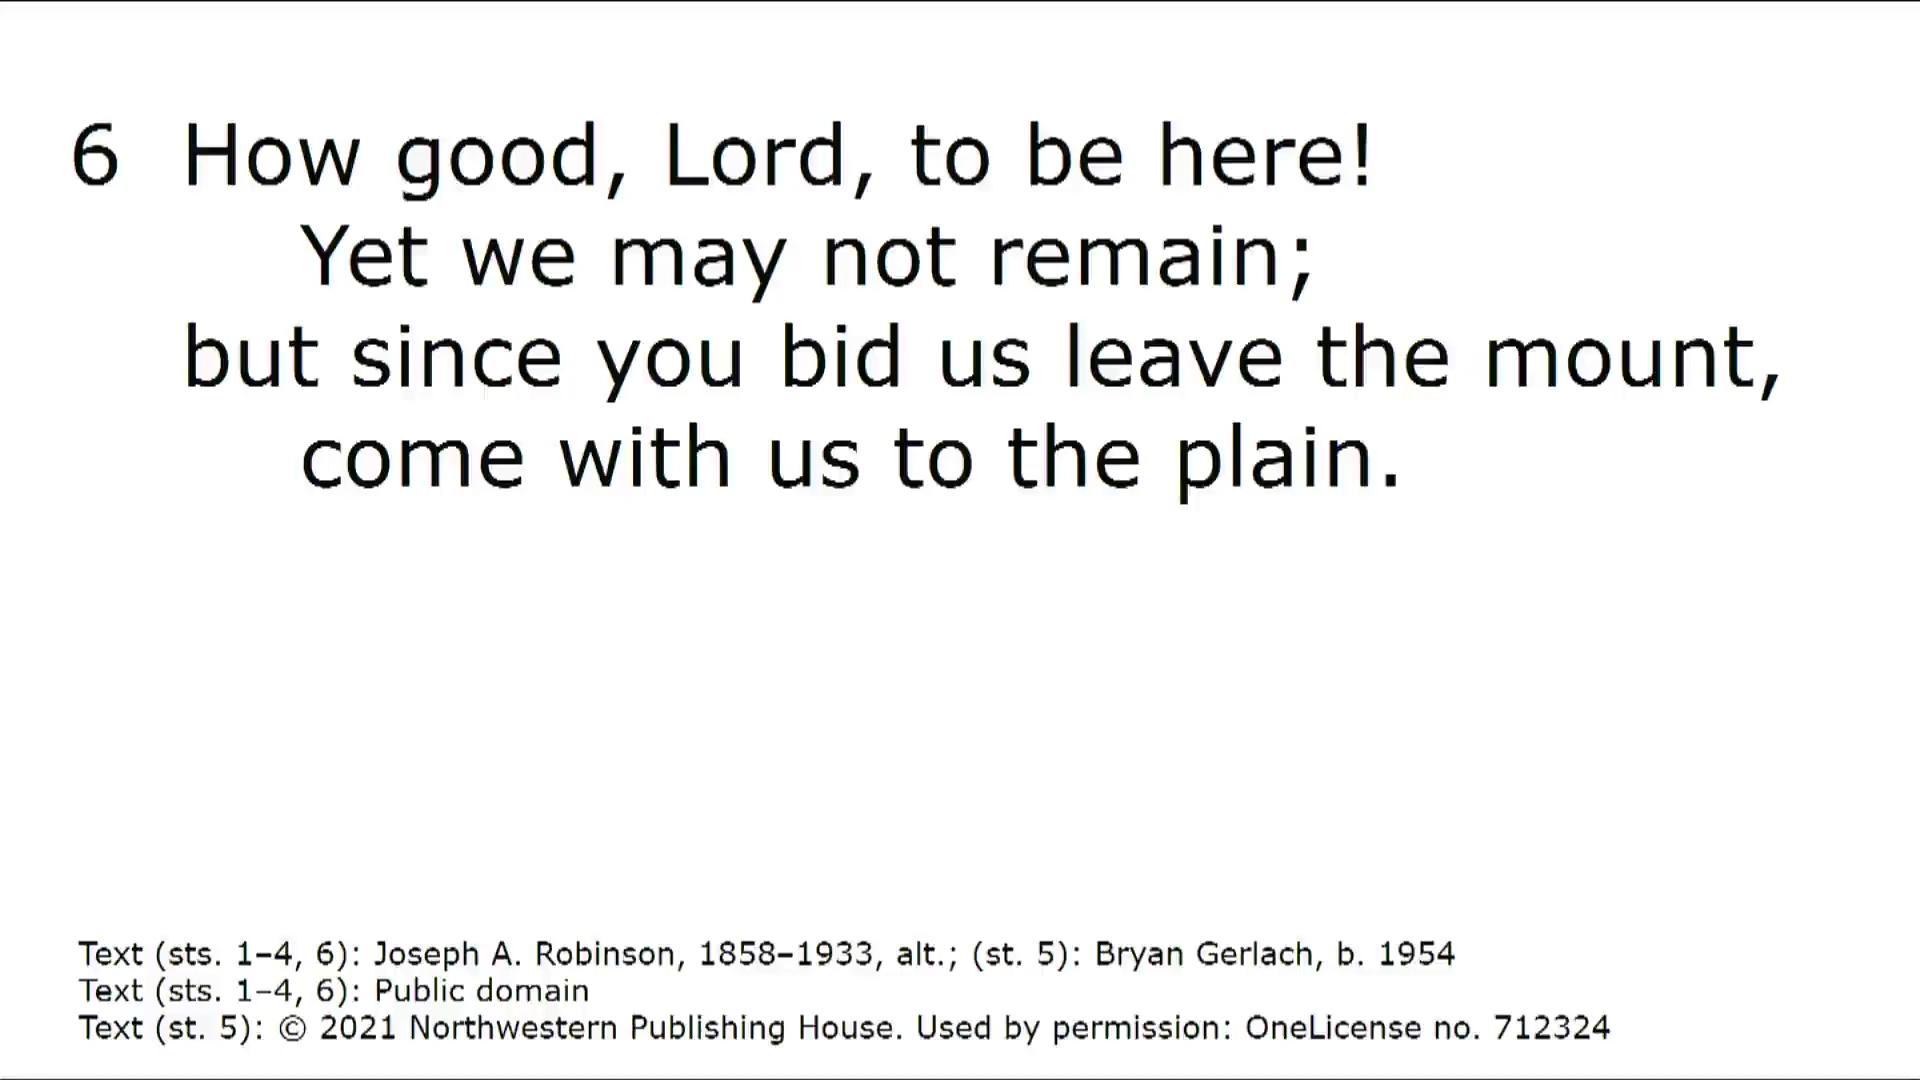 6 How good, Lord, to be here!
Yet we may not remain;
but since you bid us leave the mount,
come with us to the plain.
Text (sts. 1–4, 6): Joseph A. Robinson, 1858–1933, alt.; (st. 5): Bryan Gerlach, b. 1954
Text (sts. 1–4, 6): Public domain
Text (st. 5): © 2021 Northwestern Publishing House. Used by permission: OneLicense no. 712324